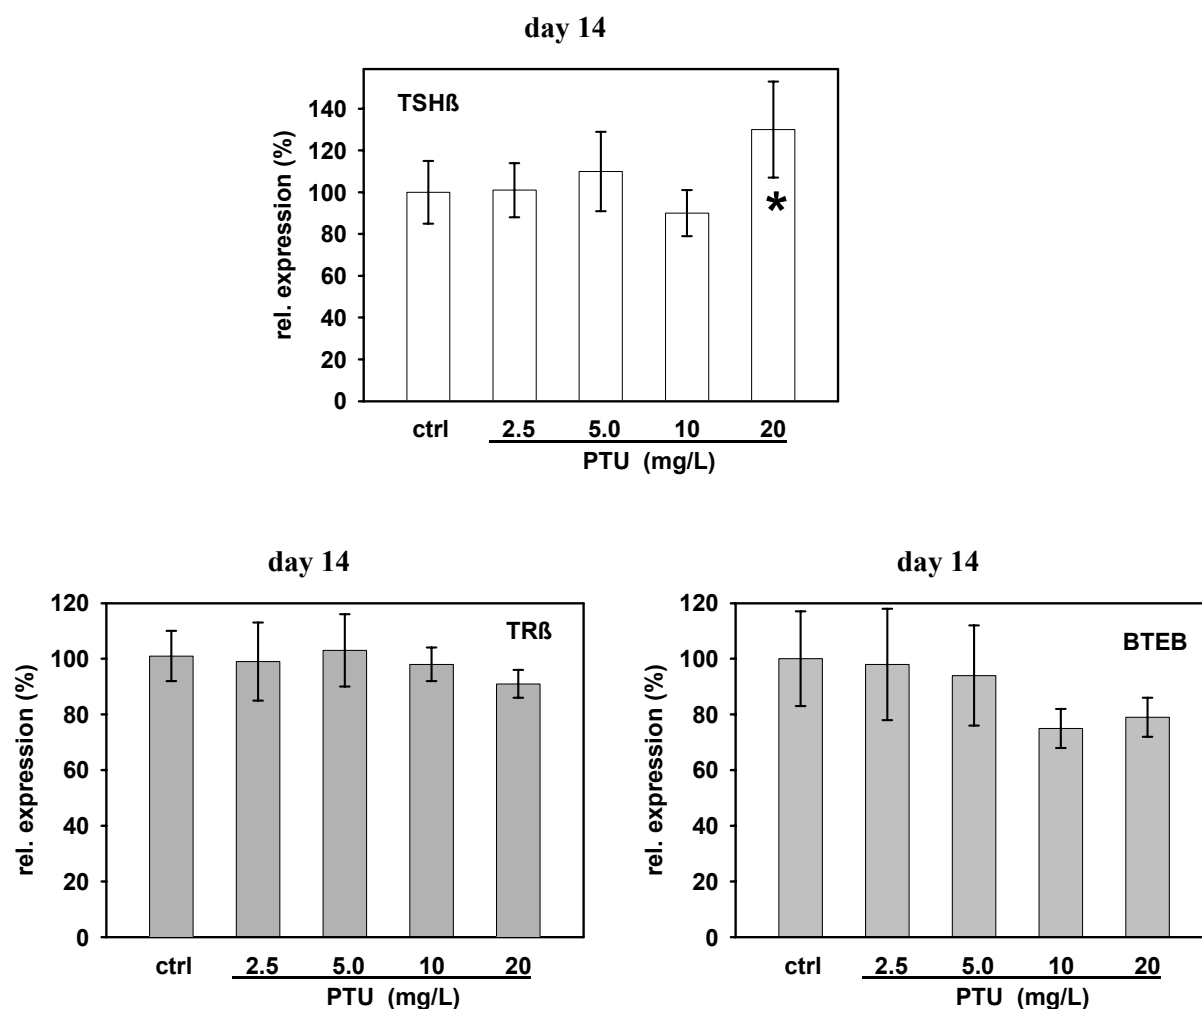 day 14
TSHß
rel. expression (%)
140
120
100
80
60
40
20
0
*
ctrl 2.5 5.0 10 20
PTU (mg/L)
day 14
TRß
rel. expression (%)
120
100
80
60
40
20
0
ctrl 2.5 5.0 10 20
PTU (mg/L)
day 14
BTEB
rel. expression (%)
120
100
80
60
40
20
0
ctrl 2.5 5.0 10 20
PTU (mg/L)